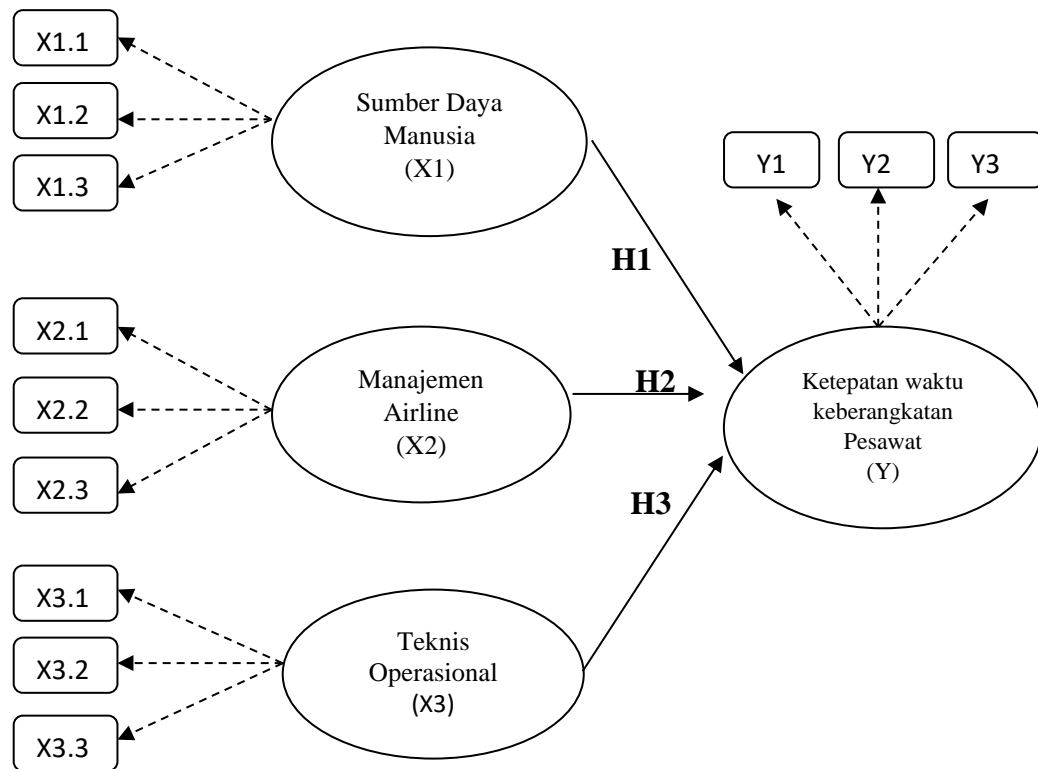 X1.1
X1.2
X1.3
Sumber Daya
Manusia
(X1)
Y1
Y2
Y3
H1
X2.1
X2.2
X2.3
Manajemen
Airline
(X2)
H2
Ketepatan waktu
keberangkatan
Pesawat
(Y)
H3
X3.1
X3.2
X3.3
Teknis
Operasional
(X3)